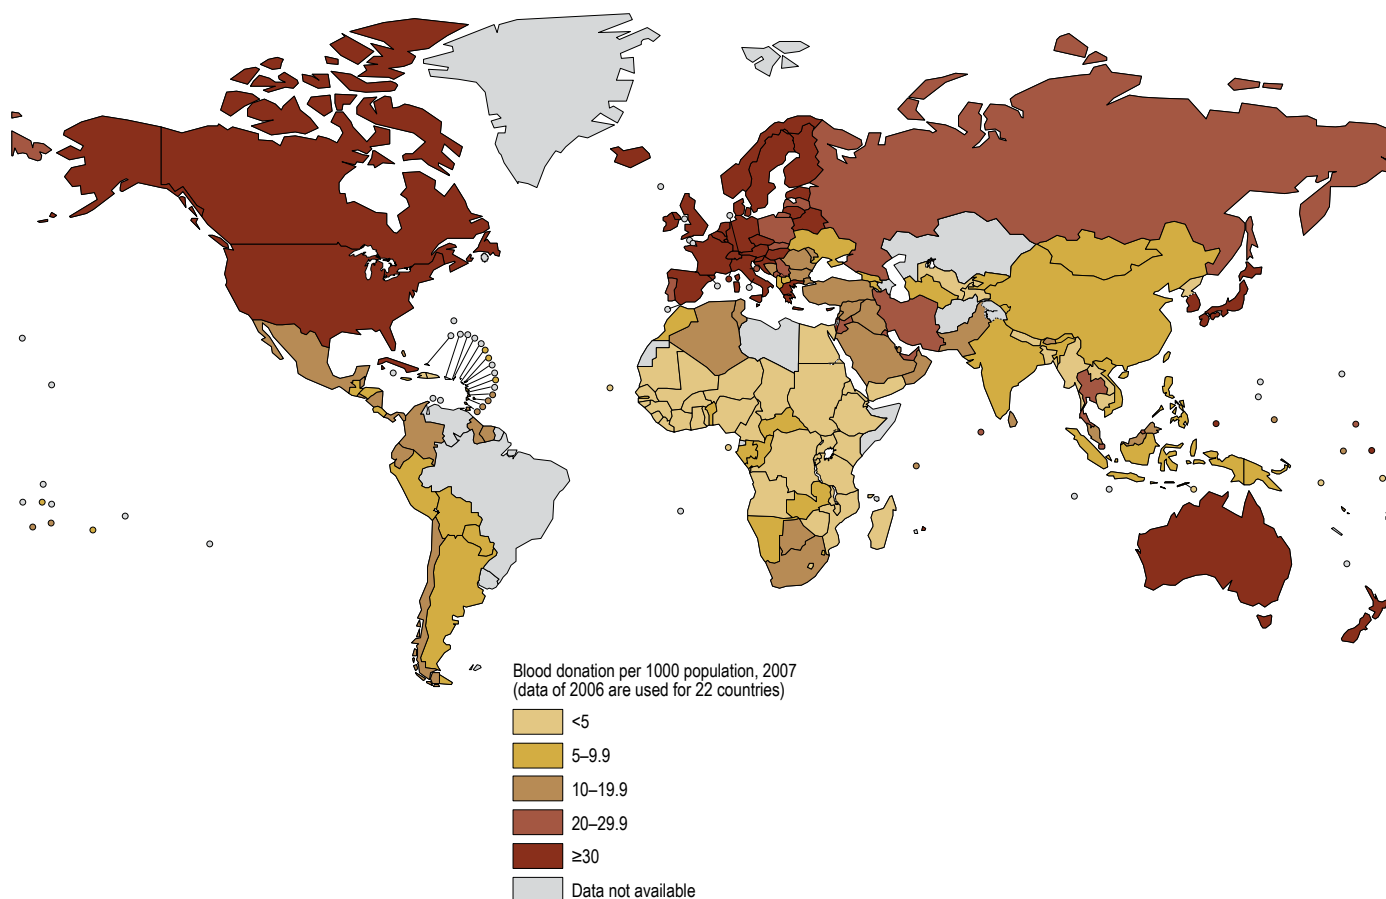 Blood donation per 1000 population, 2007
(data of 2006 are used for 22 countries)
<5
5–9.9
10–19.9
20–29.9
≥30
Data not available